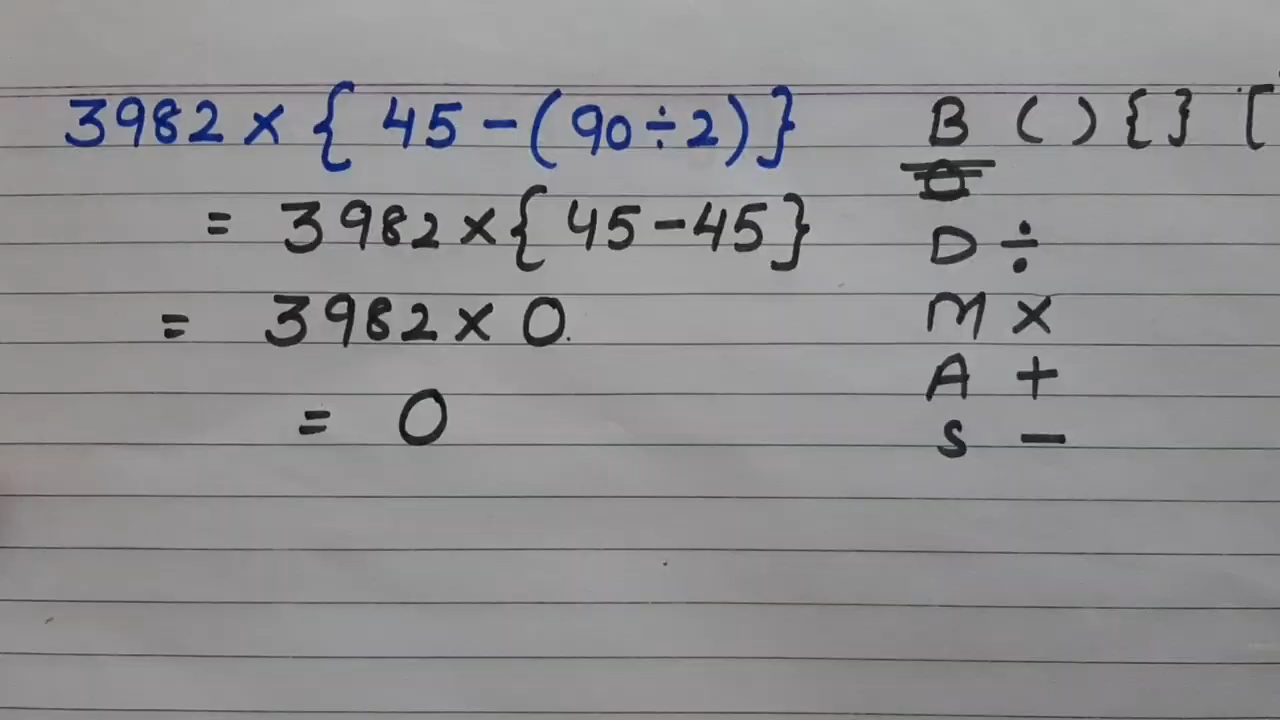 3982 × { 45 - (90 ÷ 2) }
= 3982 × { 45 - 45 }
= 3982 × 0.
= 0
B ( ) { } [
O
D ÷
M ×
A +
S -